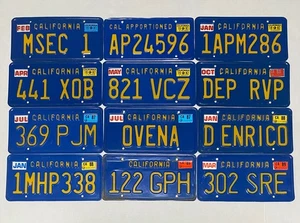 FEB CALIFORNIA
MSEC 1
CAL APPORTIONED
AP24596
JAN CALIFORNIA
1APM286
APR CALIFORNIA
441 XOB
MAY CALIFORNIA
821 VCZ
OCT CALIFORNIA
DEP RVP
JUL CALIFORNIA
369 PJM
JUL CALIFORNIA
OVENA
JAN CALIFORNIA
D ENRICO
JAN CALIFORNIA
1MHP338
CALIFORNIA
122 GPH
MAR CALIFORNIA
302 SRE